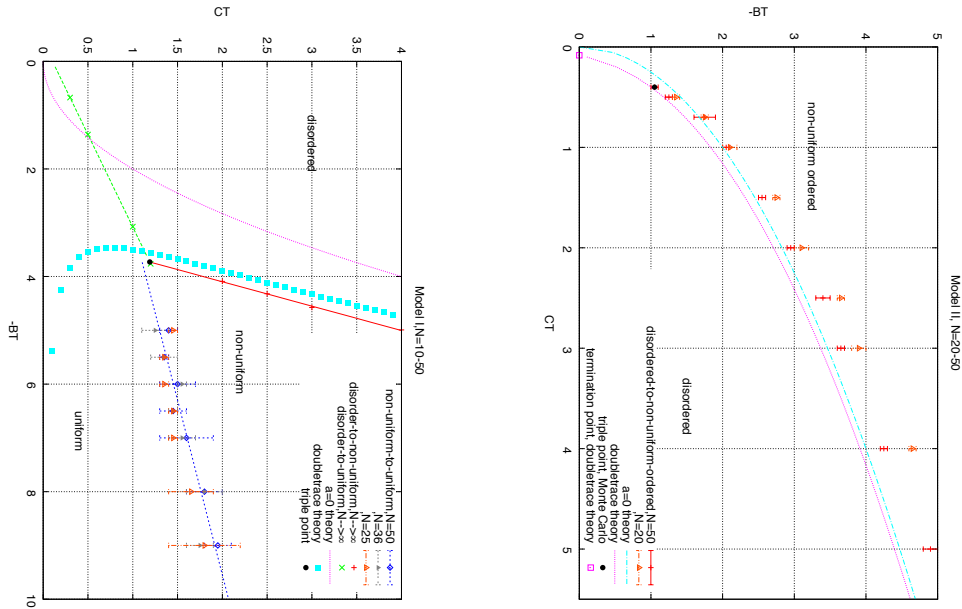 Model II, N=20-50
-BT
5
4
3
2
1
0
non-uniform ordered
disordered
disordered-to-non-uniform-ordered,N=50
,N=20
a=0 theory
doubletrace theory
triple point, Monte Carlo
termination point, doubletrace theory
0 1 2 3 4 5
CT
Model I,N=10-50
CT
4
3.5
3
2.5
2
1.5
1
0.5
0
disordered
non-uniform
uniform
non-uniform-to-uniform,N=50
,N=36
,N=25
disorder-to-non-uniform,N-->∞
disorder-to-uniform,N-->∞
a=0 theory
doubletrace theory
triple point
0 2 4 6 8 10
-BT